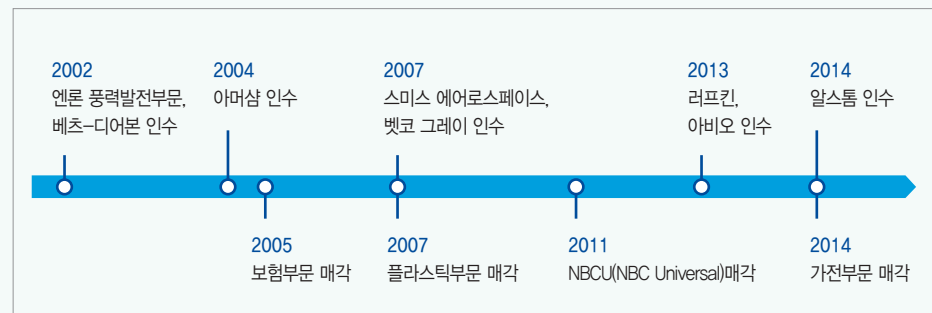 2002
엔론 풍력발전부문,
베츠-디어본 인수
2004
아머샴 인수
2007
스미스 에어로스페이스,
벳코 그레이 인수
2013
러프킨,
아비오 인수
2014
알스톰 인수
2005
보험부문 매각
2007
플라스틱부문 매각
2011
NBCU(NBC Universal)매각
2014
가전부문 매각